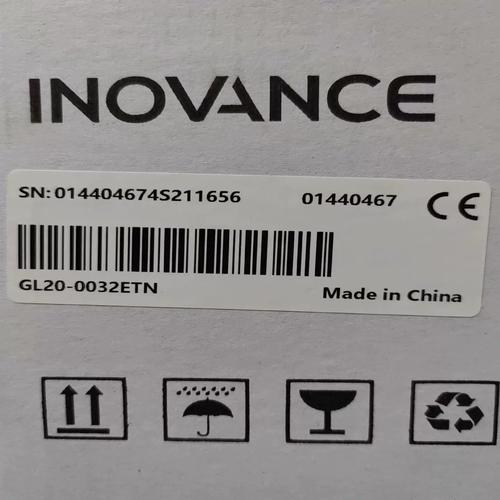 INOVANCE
SN: 014404674S211656 01440467 CE
GL20-0032ETN
Made in China